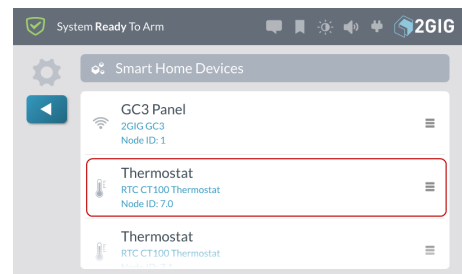 System Ready To Arm
2GIG
Smart Home Devices
GC3 Panel
2GIG GC3
Node ID: 1
Thermostat
RTC CT100 Thermostat
Node ID: 7.0
Thermostat
RTC CT100 Thermostat